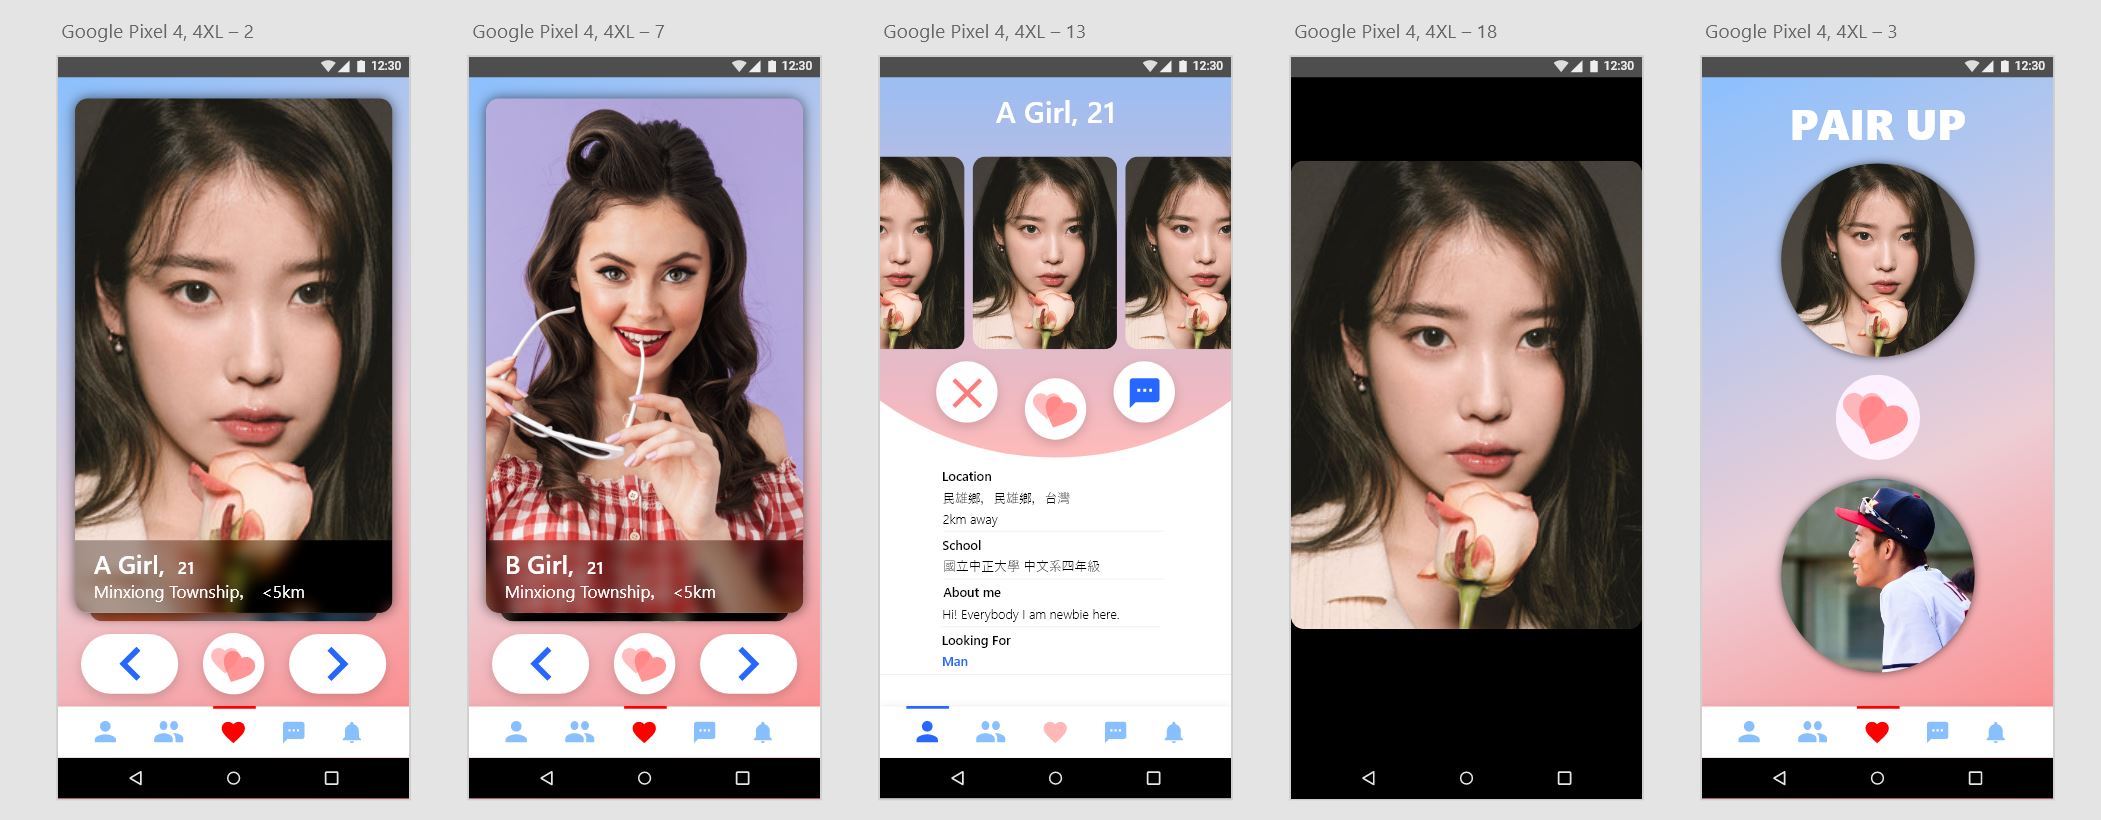 Google Pixel 4, 4XL – 2
12:30
A Girl, 21
Minxiong Township, <5km
Google Pixel 4, 4XL – 7
12:30
B Girl, 21
Minxiong Township, <5km
Google Pixel 4, 4XL – 13
12:30
A Girl, 21
Location
民雄鄉, 民雄鄉, 台灣
2km away
School
國立中正大學 中文系四年級
About me
Hi! Everybody I am newbie here.
Looking For
Man
Google Pixel 4, 4XL – 18
12:30
Google Pixel 4, 4XL – 3
12:30
PAIR UP